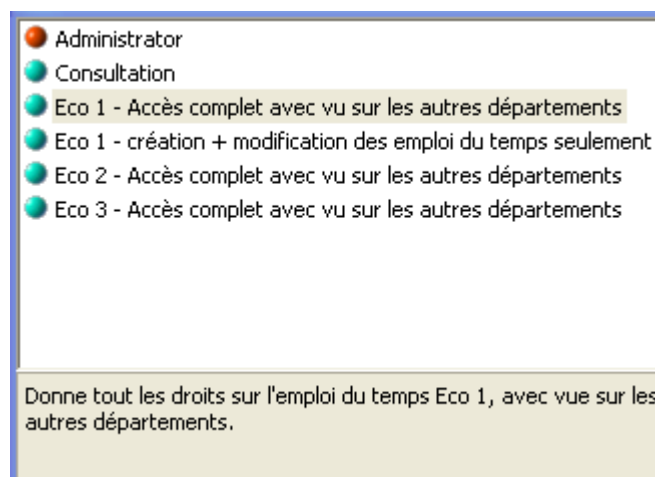 Administrator
Consultation
Eco 1 - Accès complet avec vu sur les autres départements
Eco 1 - création + modification des emploi du temps seulement
Eco 2 - Accès complet avec vu sur les autres départements
Eco 3 - Accès complet avec vu sur les autres départements
Donne tout les droits sur l'emploi du temps Eco 1, avec vue sur les
autres départements.